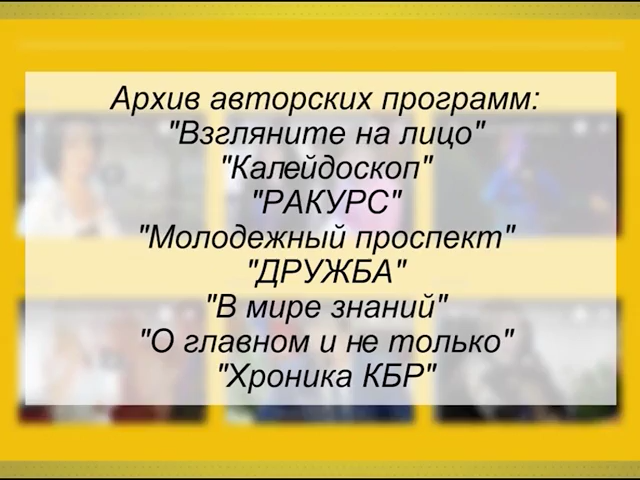 Архив авторских программ:
"Взгляните на лицо"
"Калейдоскоп"
"РАКУРС"
"Молодежный проспект"
"ДРУЖБА"
"В мире знаний"
"О главном и не только"
"Хроника КБР"